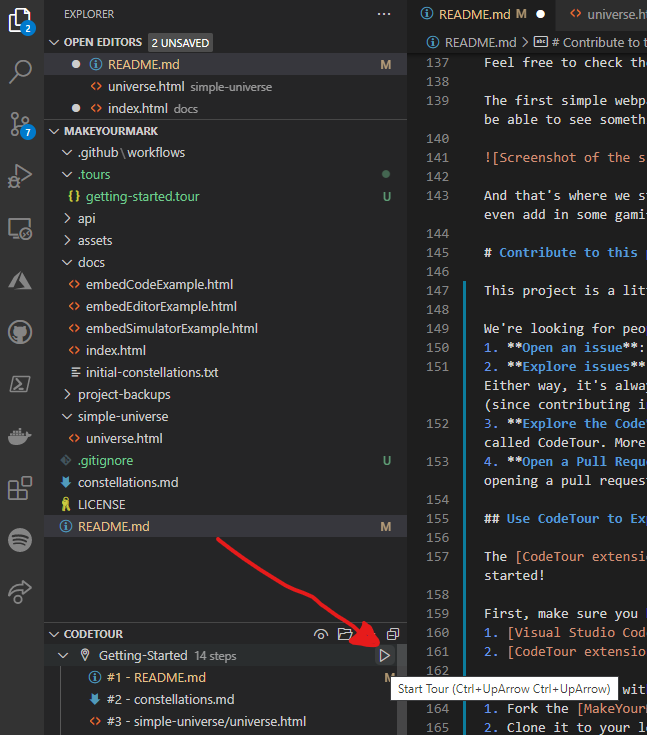 EXPLORER
2
OPEN EDITORS 2 UNSAVED
README.md M
universe.html simple-universe
index.html docs
7
MAKEYOURMARK
.github\workflows
.tours
getting-started.tour U
api
assets
docs
embedCodeExample.html
embedEditorExample.html
embedSimulatorExample.html
index.html
initial-constellations.txt
project-backups
simple-universe
universe.html
.gitignore U
constellations.md
LICENSE
README.md M
CODETOUR
Getting-Started 14 steps
#1 - README.md
#2 - constellations.md
#3 - simple-universe/universe.html
Start Tour (Ctrl+UpArrow Ctrl+UpArrow)
README.md M universe.h
README.md > # Contribute to t
137 Feel free to check the
138
139 The first simple webpa
be able to see someth
140
141 ![Screenshot of the s
142
143 And that's where we s
even add in some gami
144
145 # Contribute to this
146
147 This project is a lit
148
149 We're looking for peo
150 1. **Open an issue**:
151 2. **Explore issues**
Either way, it's alwa
(since contributing i
152 3. **Explore the Code
called CodeTour. More
153 4. **Open a Pull Requ
opening a pull reques
154
155 ## Use CodeTour to Ex
156
157 The [CodeTour extensi
started!
158
159 First, make sure you
160 1. [Visual Studio Cod
161 2. [CodeTour extensio
162
wit
164 1. Fork the [MakeYour
165 2. Clone it to your l